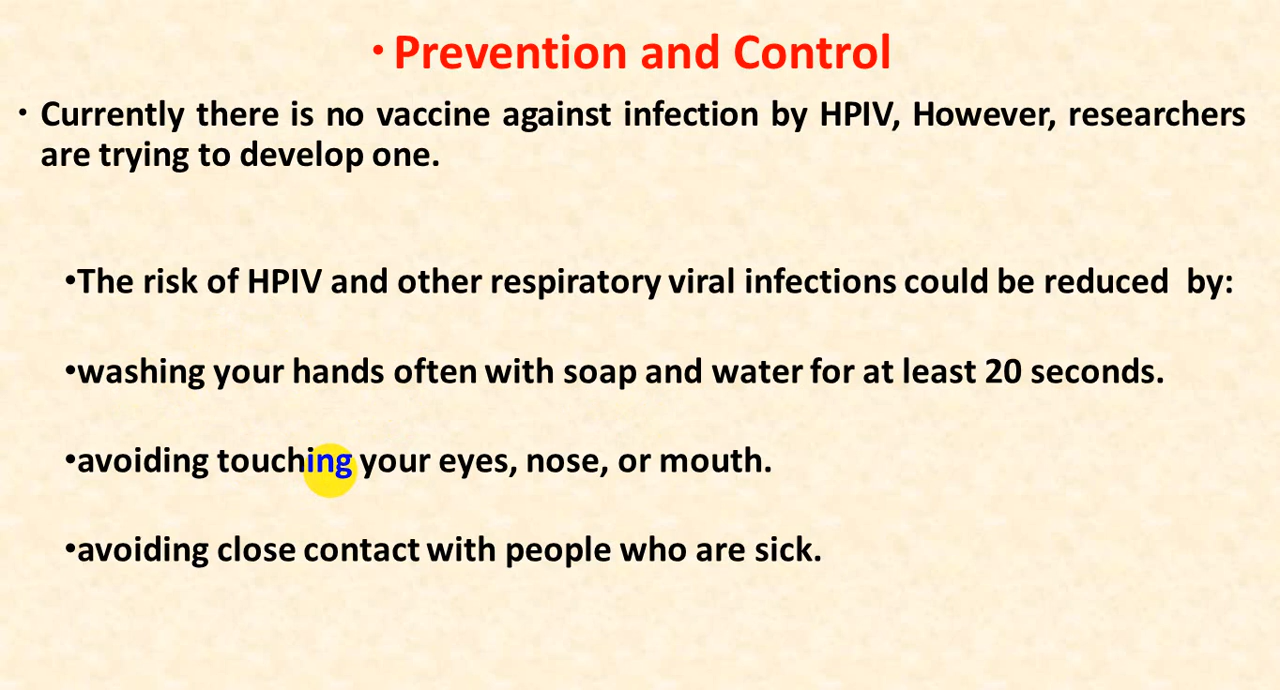 • Prevention and Control
• Currently there is no vaccine against infection by HPIV, However, researchers
are trying to develop one.
•The risk of HPIV and other respiratory viral infections could be reduced  by:
•washing your hands often with soap and water for at least 20 seconds.
•avoiding touching your eyes, nose, or mouth.
•avoiding close contact with people who are sick.